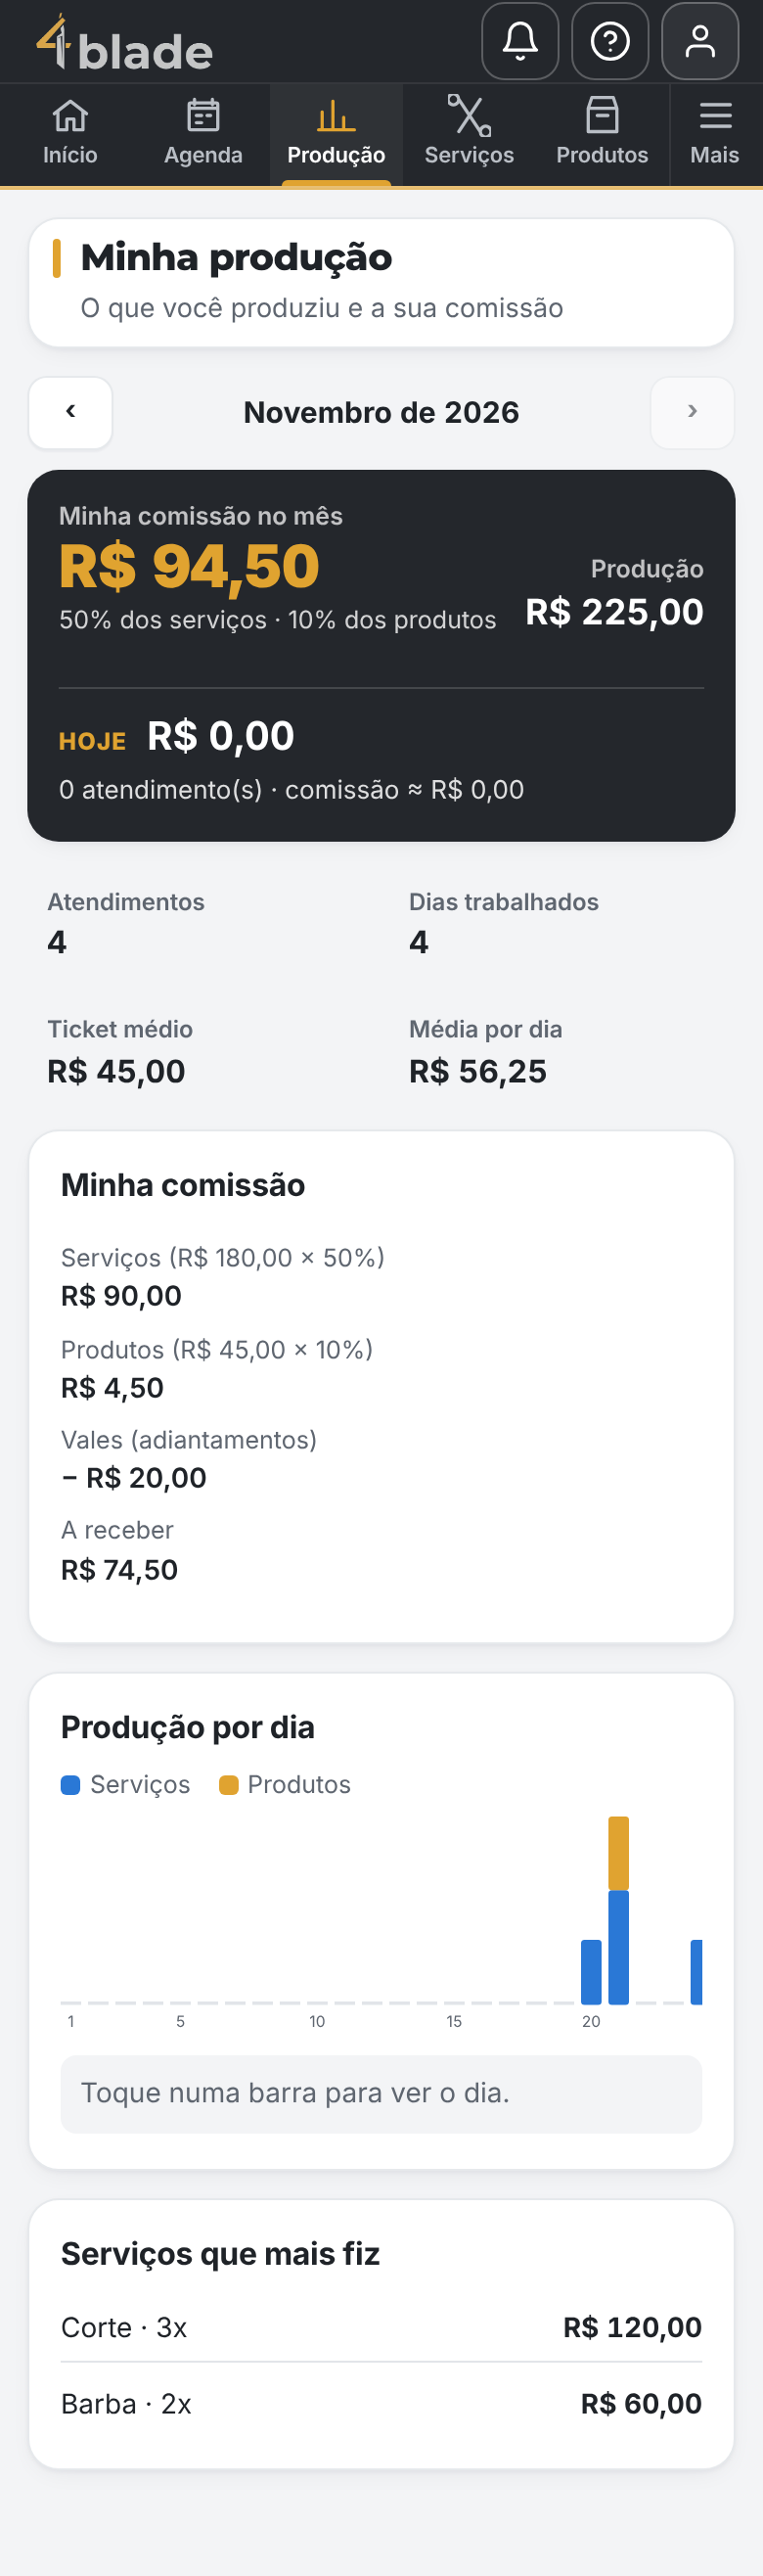 4blade
Início
Agenda
Produção
Serviços
Produtos
Mais
Minha produção
O que você produziu e a sua comissão
‹
Novembro de 2026
›
Minha comissão no mês
R$ 94,50
50% dos serviços · 10% dos produtos
Produção
R$ 225,00
HOJE R$ 0,00
0 atendimento(s) · comissão ≈ R$ 0,00
Atendimentos
4
Dias trabalhados
4
Ticket médio
R$ 45,00
Média por dia
R$ 56,25
Minha comissão
Serviços (R$ 180,00 × 50%)
R$ 90,00
Produtos (R$ 45,00 × 10%)
R$ 4,50
Vales (adiantamentos)
− R$ 20,00
A receber
R$ 74,50
Produção por dia
Serviços Produtos
1 5 10 15 20
Toque numa barra para ver o dia.
Serviços que mais fiz
Corte · 3x R$ 120,00
Barba · 2x R$ 60,00